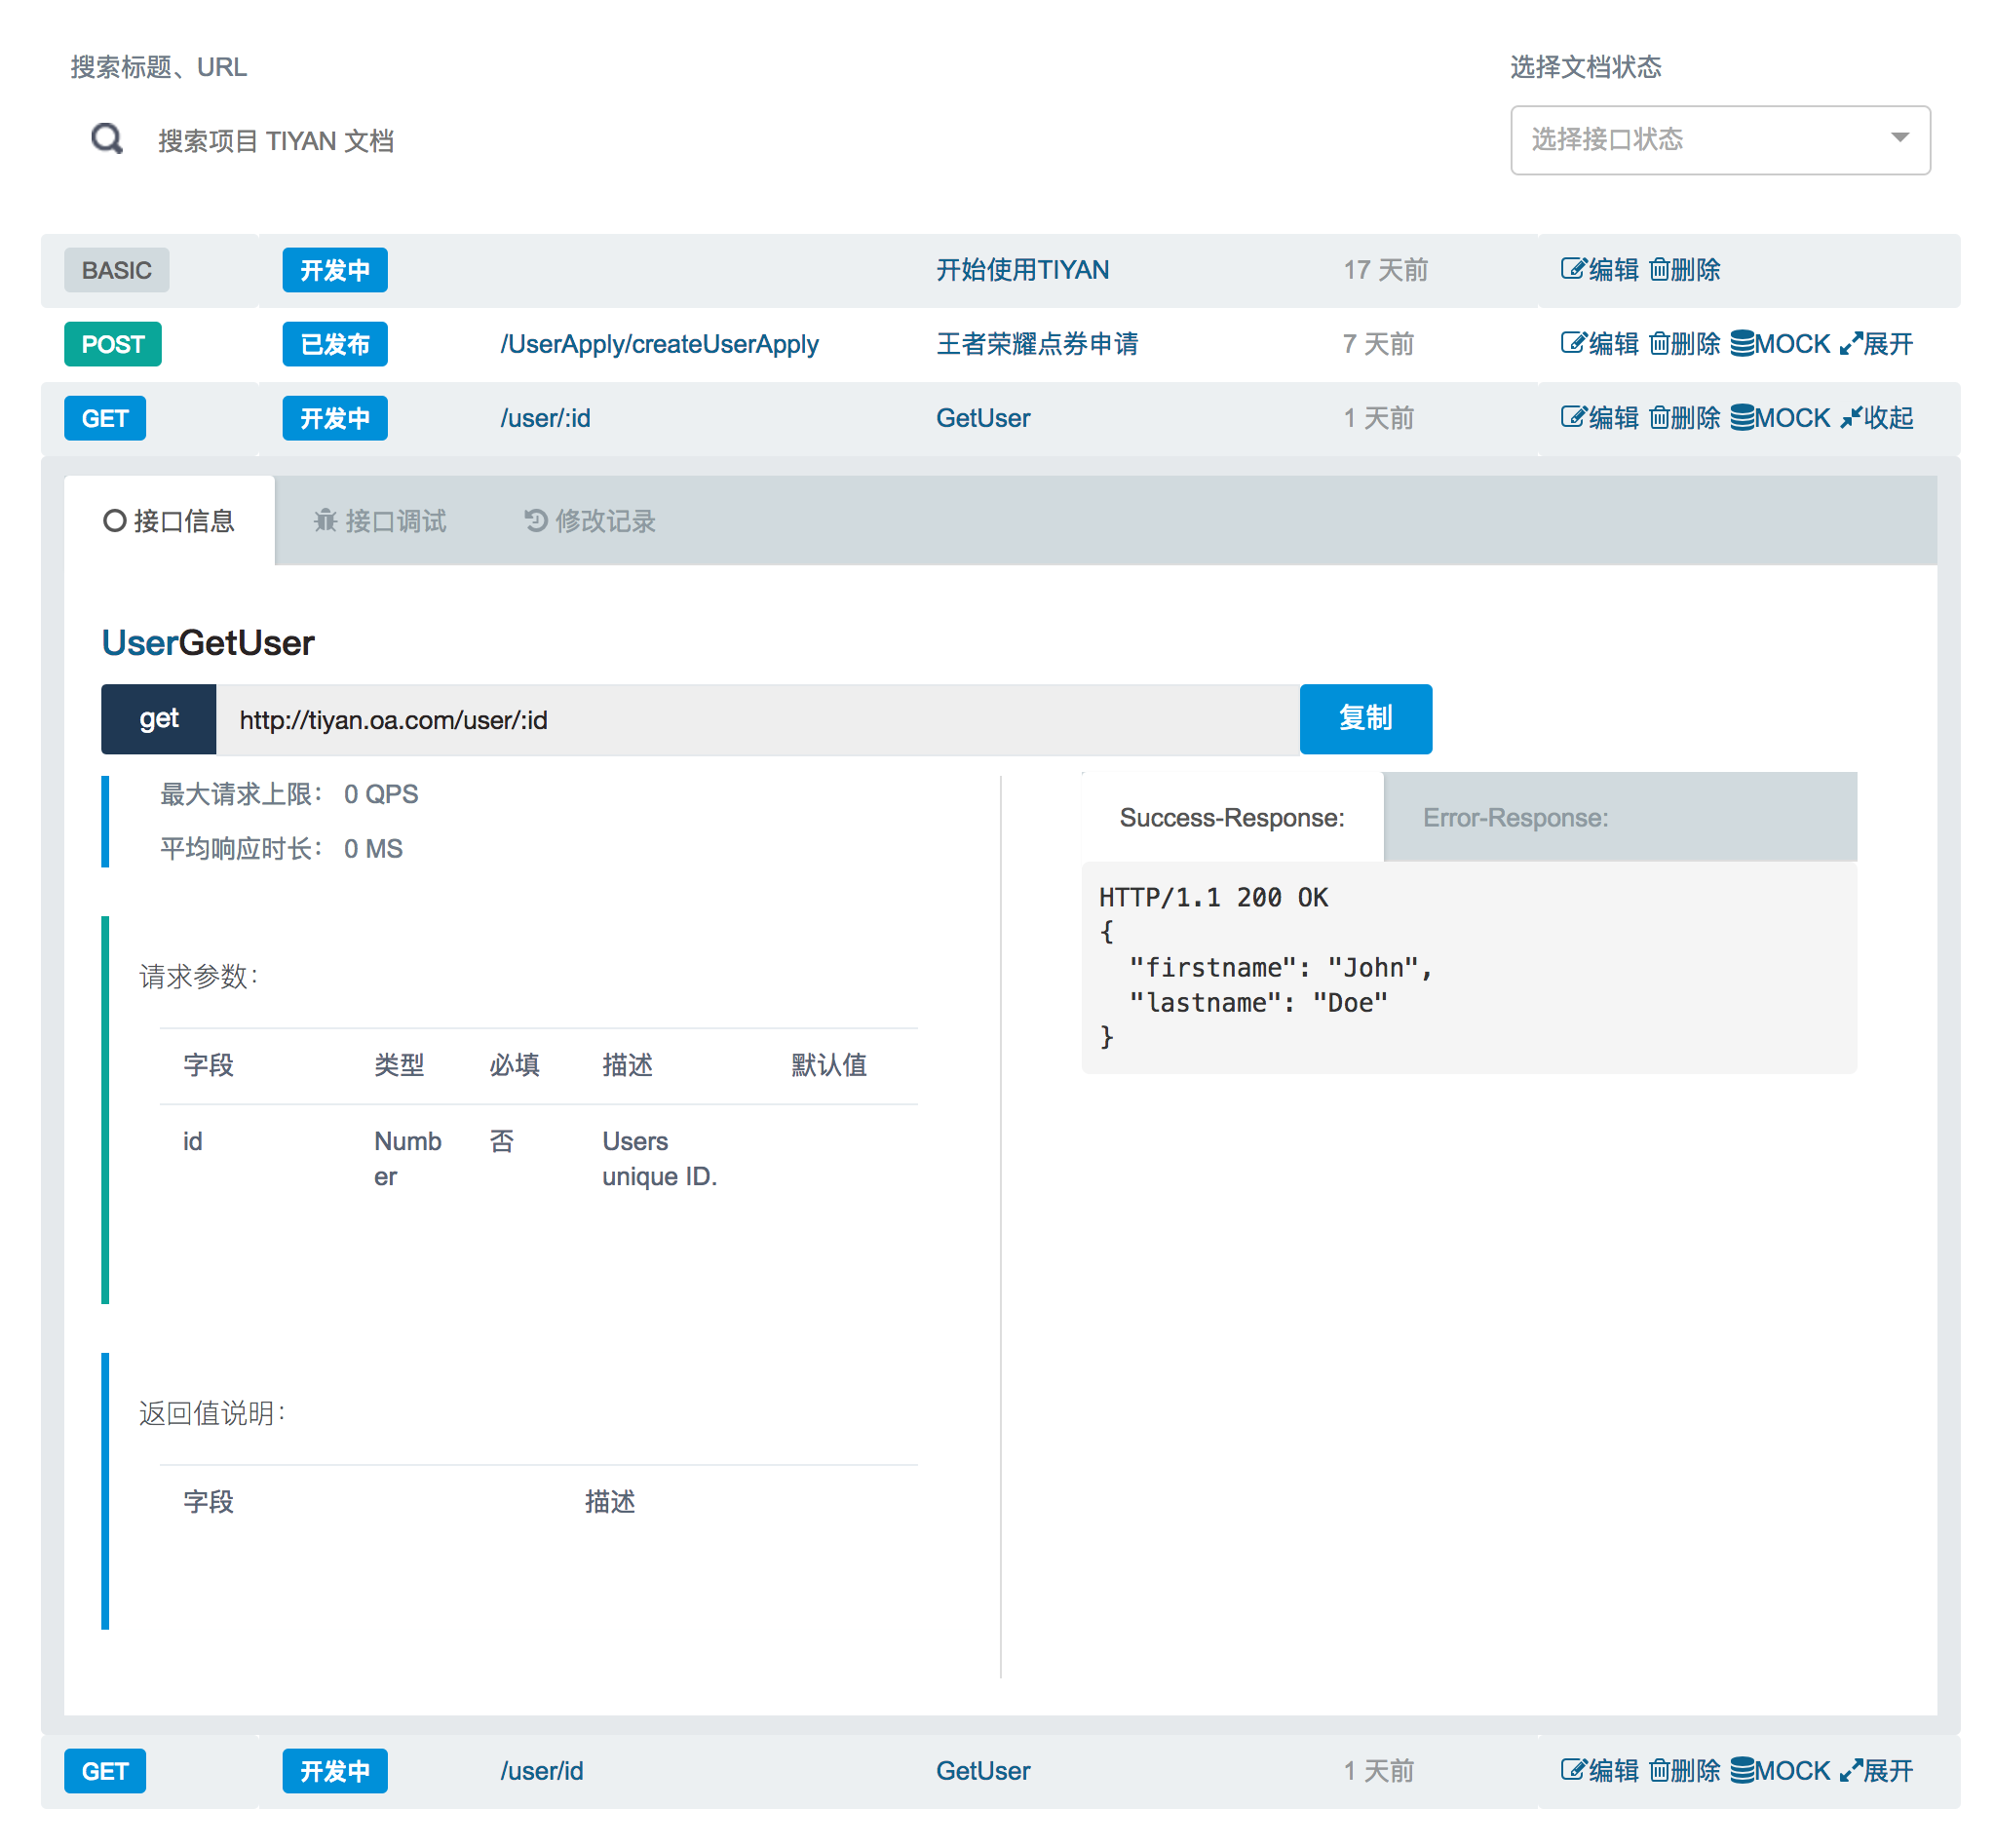 搜索标题、URL 选择文档状态
搜索项目 TIYAN 文档 选择接口状态
BASIC 开发中 开始使用TIYAN 17 天前 编辑 删除
POST 已发布 /UserApply/createUserApply 王者荣耀点券申请 7 天前 编辑 删除 MOCK 展开
GET 开发中 /user/:id GetUser 1 天前 编辑 删除 MOCK 收起
接口信息 接口调试 修改记录
UserGetUser
get http://tiyan.oa.com/user/:id 复制
最大请求上限： 0 QPS
平均响应时长： 0 MS
请求参数：
字段 类型 必填 描述 默认值
id Numb 否 Users
er unique ID.
返回值说明：
字段 描述
Success-Response: Error-Response:
HTTP/1.1 200 OK
{
  "firstname": "John",
  "lastname": "Doe"
}
GET 开发中 /user/id GetUser 1 天前 编辑 删除 MOCK 展开